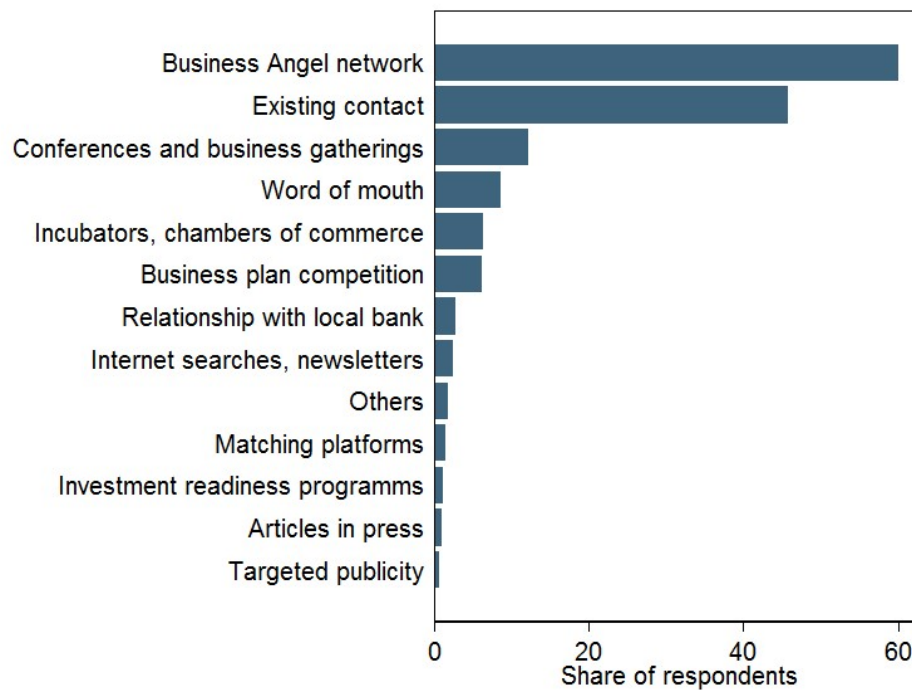 Business Angel network
Existing contact
Conferences and business gatherings
Word of mouth
Incubators, chambers of commerce
Business plan competition
Relationship with local bank
Internet searches, newsletters
Others
Matching platforms
Investment readiness programms
Articles in press
Targeted publicity
0 20 40 60
Share of respondents